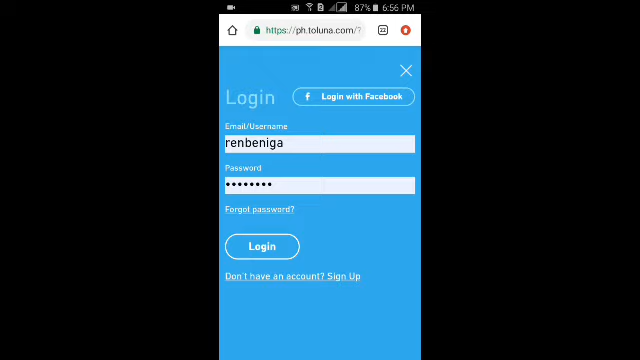 87% 6:56 PM
https://ph.toluna.com/?
Login
f Login with Facebook
Email/Username
renbeniga
Password
••••••••
Forgot password?
Login
Don't have an account? Sign Up